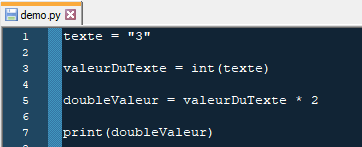 demo.py
1 texte = "3"
2
3 valeurDuTexte = int(texte)
4
5 doubleValeur = valeurDuTexte * 2
6
7 print(doubleValeur)